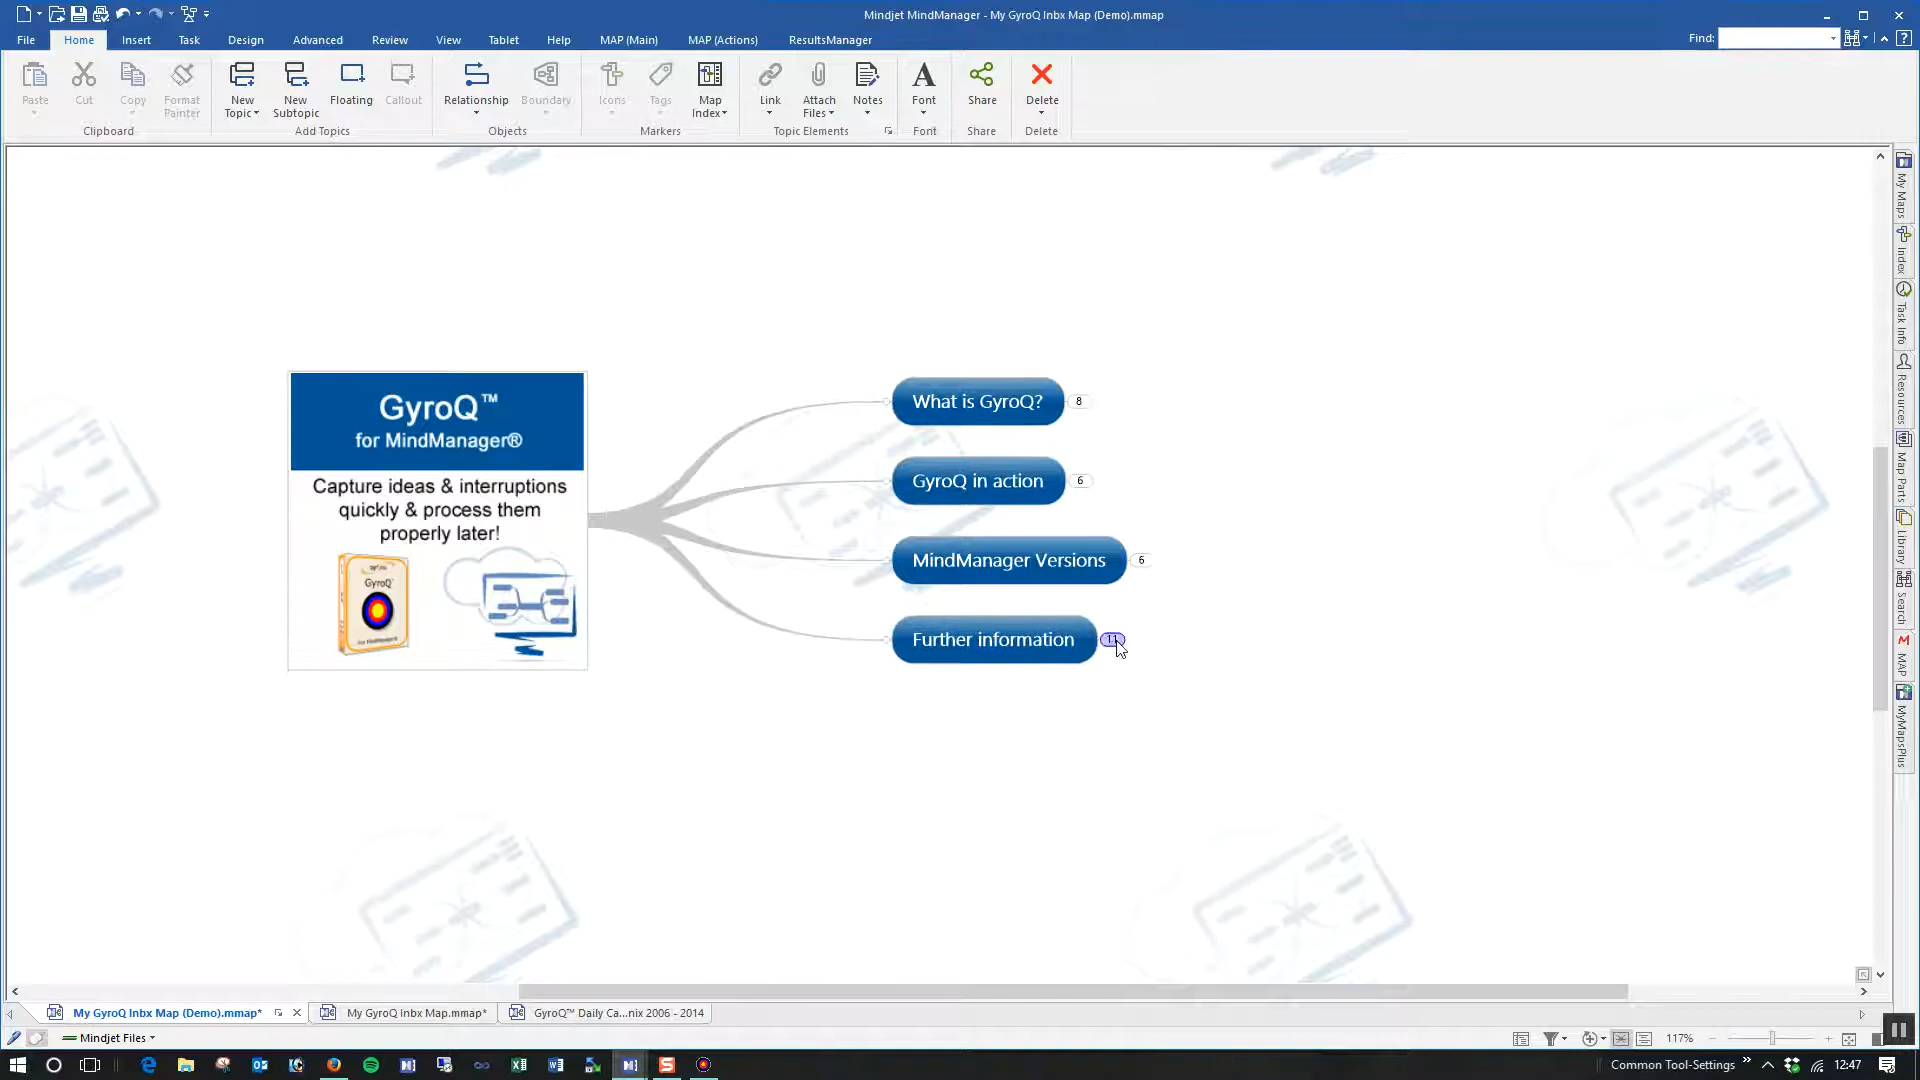 Mindjet MindManager - My GyroQ Inbx Map (Demo).mmap
File Home Insert Task Design Advanced Review View Tablet Help MAP (Main) MAP (Actions) ResultsManager Find:
Paste Cut Copy Format Painter
Clipboard
New Topic New Subtopic Floating Callout
Add Topics
Relationship Boundary
Objects
Icons Tags Map Index
Markers
Link Attach Files Notes
Topic Elements
Font
Font
Share
Share
Delete
Delete
My Maps
Index
Task Info
Resources
Map Parts
Library
Search
MAP
MyMapsPlus
GyroQ™
for MindManager®
Capture ideas & interruptions
quickly & process them
properly later!
GyroQ
What is GyroQ? 8
GyroQ in action 6
MindManager Versions 6
Further information 11
My GyroQ Inbx Map (Demo).mmap* My GyroQ Inbx Map.mmap* GyroQ™ Daily Ca...nix 2006 - 2014
Mindjet Files 117%
Common Tool-Settings 12:47